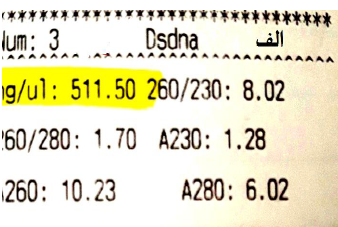 Num: 3 Dsdna الف
ng/ul: 511.50 260/230: 8.02
260/280: 1.70 A230: 1.28
A260: 10.23 A280: 6.02